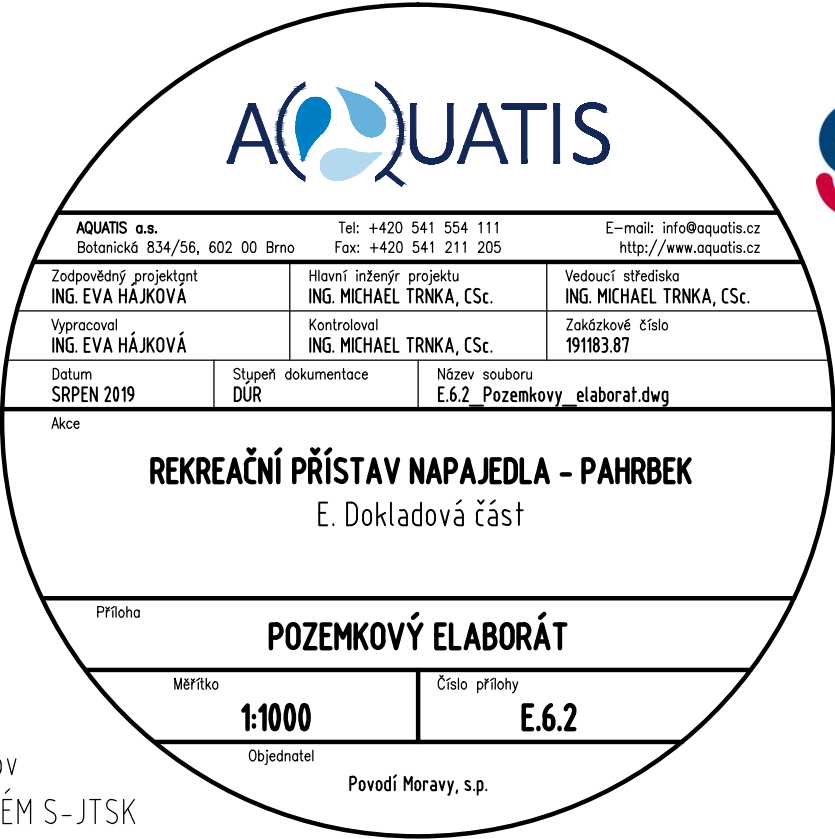 AQUATIS
AQUATIS a.s. Tel: +420 541 554 111 E-mail: info@aquatis.cz
Botanická 834/56, 602 00 Brno Fax: +420 541 211 205 http://www.aquatis.cz
Zodpovědný projektant Hlavní inženýr projektu Vedoucí střediska
ING. EVA HÁJKOVÁ ING. MICHAEL TRNKA, CSc. ING. MICHAEL TRNKA, CSc.
Vypracoval Kontroloval Zakázkové číslo
ING. EVA HÁJKOVÁ ING. MICHAEL TRNKA, CSc. 191183.87
Datum Stupeň dokumentace Název souboru
SRPEN 2019 DÚR E.6.2_Pozemkovy_elaborat.dwg
Akce
REKREAČNÍ PŘÍSTAV NAPAJEDLA - PAHRBEK
E. Dokladová část
Příloha
POZEMKOVÝ ELABORÁT
Měřítko Číslo přílohy
1:1000 E.6.2
Objednatel
Povodí Moravy, s.p.
ÉM S-JTSK